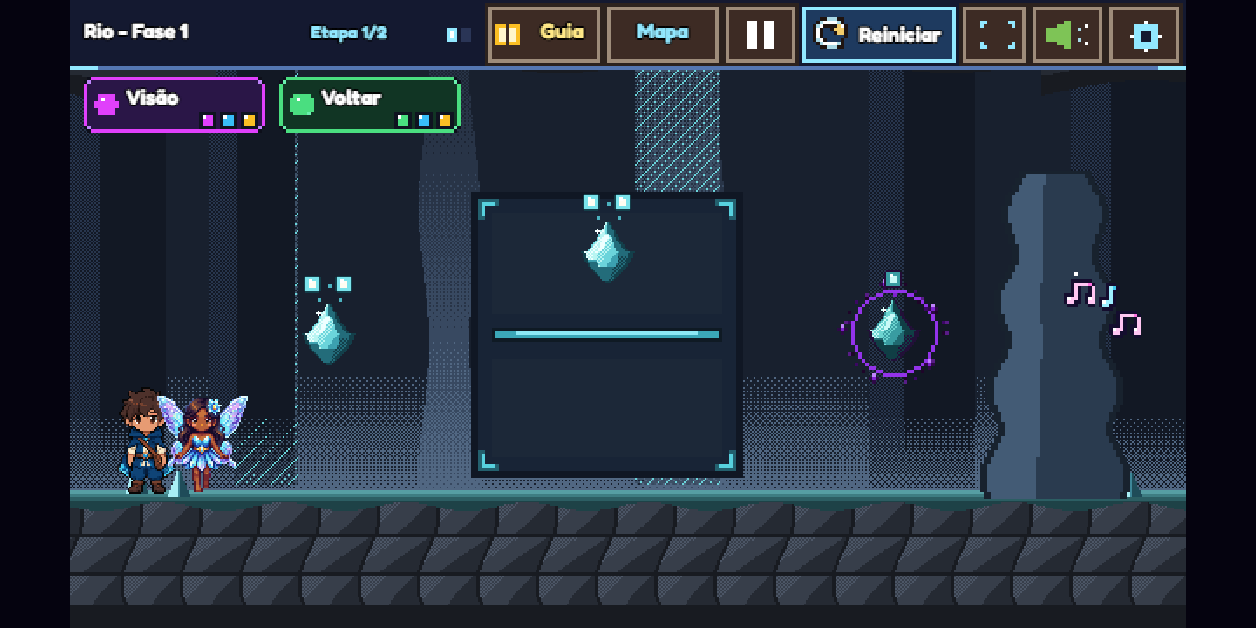 Rio - Fase 1
Etapa 1/2
Guia
Mapa
Reiniciar
Visão
Voltar